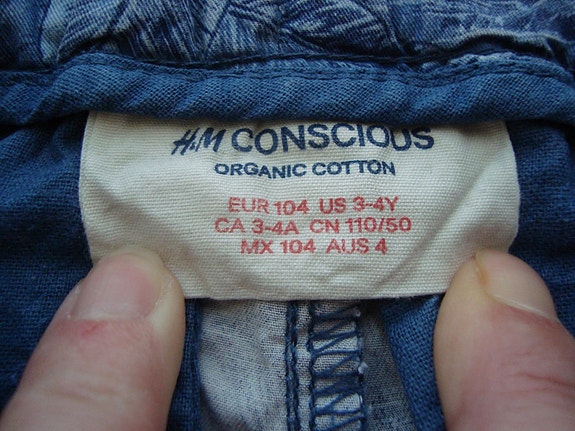 H&M CONSCIOUS
ORGANIC COTTON
EUR 104 US 3-4Y
CA 3-4A CN 110/50
MX 104 AUS 4